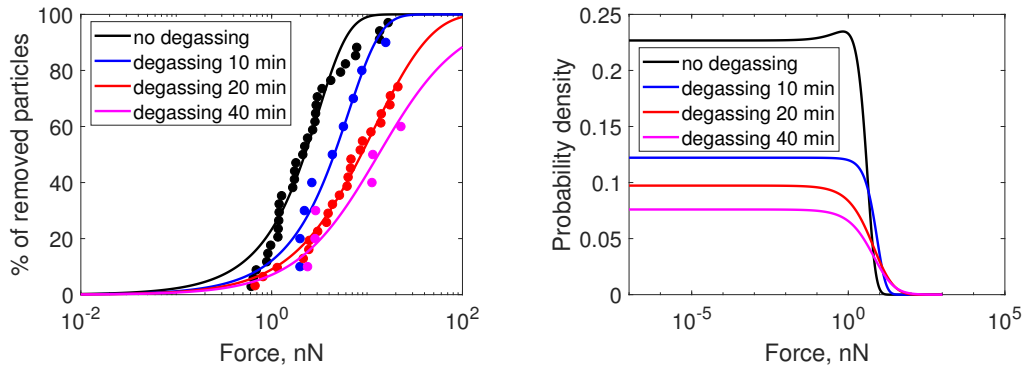 % of removed particles
100
80
60
40
20
0
no degassing
degassing 10 min
degassing 20 min
degassing 40 min
10^-2
10^0
10^2
Force, nN
Probability density
0.25
0.2
0.15
0.1
0.05
0
no degassing
degassing 10 min
degassing 20 min
degassing 40 min
10^-5
10^0
10^5
Force, nN